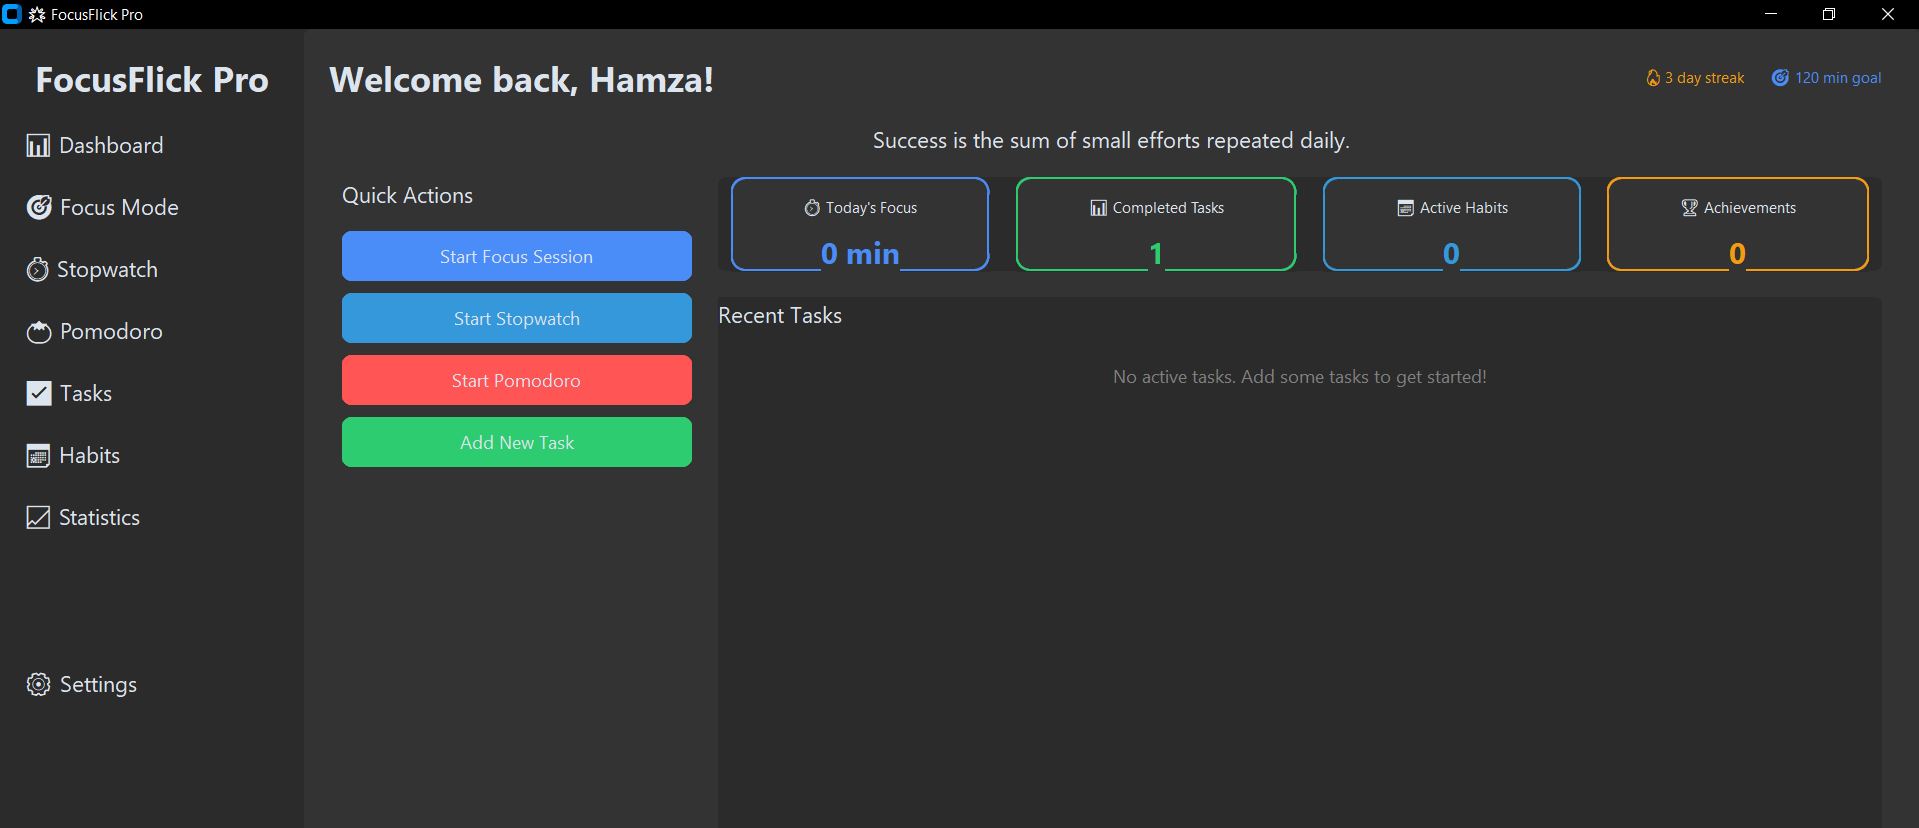 FocusFlick Pro
FocusFlick Pro
Dashboard
Focus Mode
Stopwatch
Pomodoro
Tasks
Habits
Statistics
Settings
Welcome back, Hamza!
3 day streak
120 min goal
Success is the sum of small efforts repeated daily.
Quick Actions
Start Focus Session
Start Stopwatch
Start Pomodoro
Add New Task
Today's Focus
0 min
Completed Tasks
1
Active Habits
0
Achievements
0
Recent Tasks
No active tasks. Add some tasks to get started!